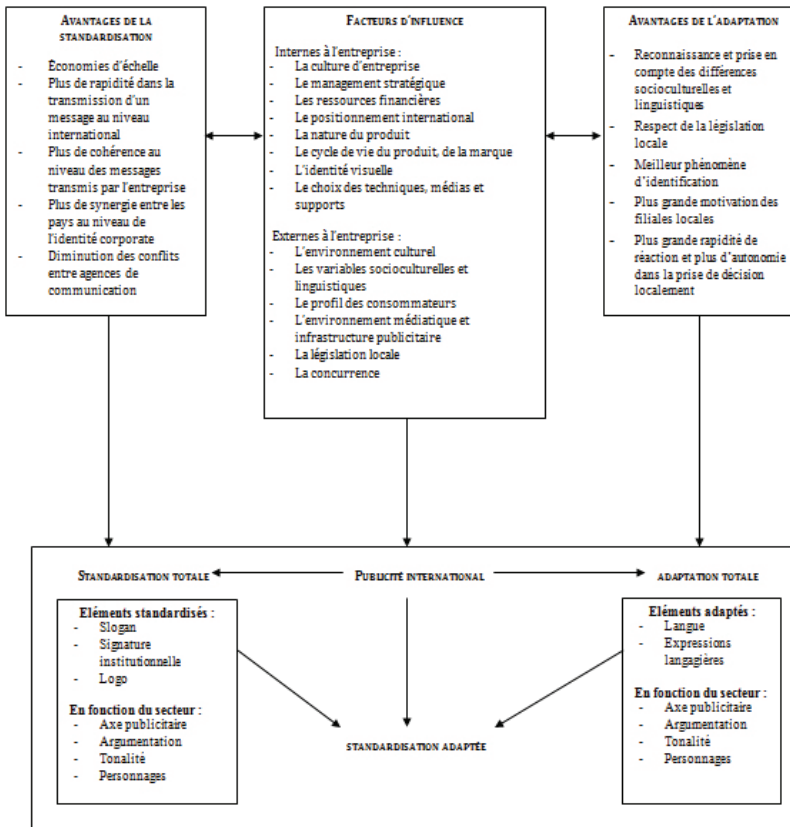 AVANTAGES DE LA
STANDARDISATION
- Économies d'échelle
- Plus de rapidité dans la
transmission d'un
message au niveau
international
- Plus de cohérence au
niveau des messages
transmis par l'entreprise
- Plus de synergie entre les
pays au niveau de
l'identité corporate
- Diminution des conflits
entre agences de
communication
FACTEURS D'INFLUENCE
Internes à l'entreprise :
- La culture d'entreprise
- Le management stratégique
- Les ressources financières
- Le positionnement international
- La nature du produit
- Le cycle de vie du produit, de la marque
- L'identité visuelle
- Le choix des techniques, médias et
supports
Externes à l'entreprise :
- L'environnement culturel
- Les variables socioculturelles et
linguistiques
- Le profil des consommateurs
- L'environnement médiatique et
infrastructure publicitaire
- La législation locale
- La concurrence
AVANTAGES DE L'ADAPTATION
- Reconnaissance et prise en
compte des différences
socioculturelles et
linguistiques
- Respect de la législation
locale
- Meilleur phénomène
d'identification
- Plus grande motivation des
filiales locales
- Plus grande rapidité de
réaction et plus d'autonomie
dans la prise de décision
localement
STANDARDISATION TOTALE
PUBLICITÉ INTERNATIONAL
ADAPTATION TOTALE
Eléments standardisés :
- Slogan
- Signature
institutionnelle
- Logo
En fonction du secteur :
- Axe publicitaire
- Argumentation
- Tonalité
- Personnages
Eléments adaptés :
- Langue
- Expressions
langagières
En fonction du secteur :
- Axe publicitaire
- Argumentation
- Tonalité
- Personnages
STANDARDISATION ADAPTÉE